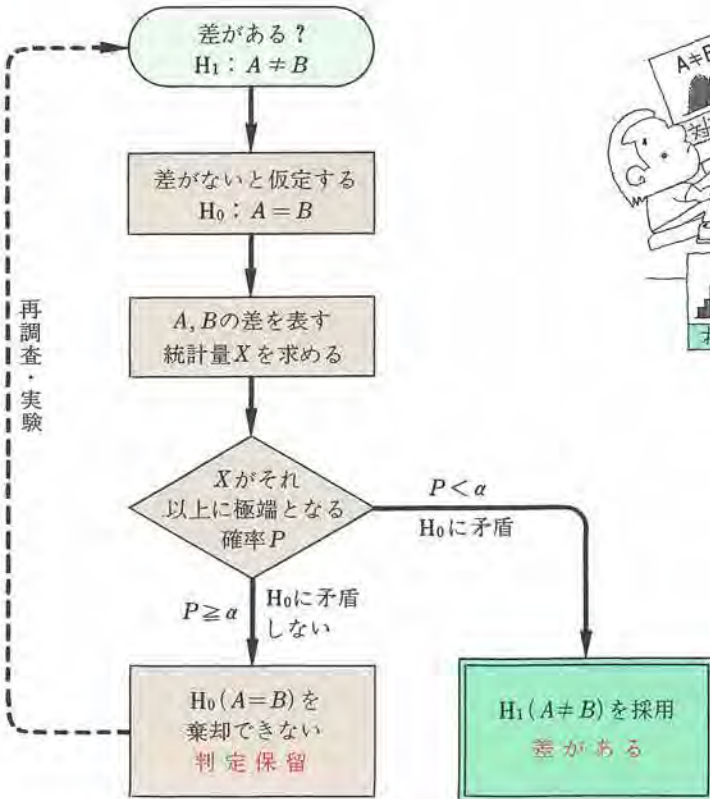 差がある?
H₁：A ≠ B
差がないと仮定する
H₀：A = B
A, Bの差を表す
統計量Xを求める
再調査・実験
Xがそれ
以上に極端となる
確率P
P < α
H₀に矛盾
P ≧ α
H₀に矛盾
しない
H₀(A=B)を
棄却できない
判定保留
H₁(A≠B)を採用
差がある
A≠B
対